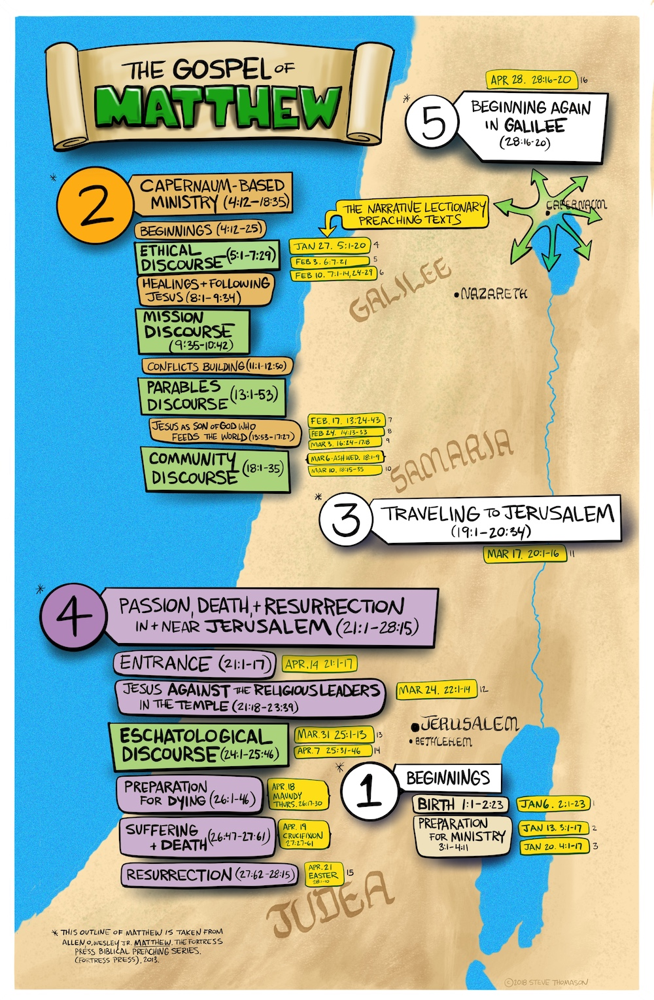 THE GOSPEL OF
MATTHEW
APR 28. 28:16-20 16
* 5
BEGINNING AGAIN
IN GALILEE
(28:16-20)
CAPERNAUM
* 2
CAPERNAUM-BASED
MINISTRY (4:12-18:35)
BEGINNINGS (4:12-25)
THE NARRATIVE LECTIONARY
PREACHING TEXTS
ETHICAL
DISCOURSE (5:1-7:29)
JAN 27. 5:1-20 4
FEB 3. 6:7-21 5
FEB 10. 7:1-14, 24-29 6
HEALINGS + FOLLOWING
JESUS (8:1-9:34)
GALILEE
NAZARETH
MISSION
DISCOURSE
(9:35-10:42)
CONFLICTS BUILDING (11:1-12:50)
PARABLES
DISCOURSE (13:1-53)
JESUS AS SON OF GOD WHO
FEEDS THE WORLD (13:53-17:27)
FEB. 17. 13:24-43 7
FEB 24. 14:13-33 8
MAR 3. 16:24-17:8 9
COMMUNITY
DISCOURSE (18:1-35)
MAR 6-ASH WED. 18:1-9
MAR 10. 18:15-35 10
SAMARIA
* 3
TRAVELING TO JERUSALEM
(19:1-20:34)
MAR 17. 20:1-16 11
* 4
PASSION, DEATH, + RESURRECTION
IN + NEAR JERUSALEM (21:1-28:15)
ENTRANCE (21:1-17)
APR. 14 21:1-17
JESUS AGAINST THE RELIGIOUS LEADERS
IN THE TEMPLE (21:18-23:39)
MAR 24. 22:1-14 12
ESCHATOLOGICAL
DISCOURSE (24:1-25:46)
MAR. 31 25:1-13 13
APR. 7 25:31-46 14
JERUSALEM
BETHLEHEM
PREPARATION
FOR DYING (26:1-46)
APR. 18
MAUNDY
THURS. 26:17-30
SUFFERING
+ DEATH (26:47-27:61)
APR. 19
CRUCIFIXION
27:27-61
RESURRECTION (27:62-28:15)
APR. 21
EASTER
28:1-10
15
* 1
BEGINNINGS
BIRTH 1:1-2:23
JAN 6. 2:1-23 1
PREPARATION
FOR MINISTRY
3:1-4:11
JAN 13. 3:1-17 2
JAN 20. 4:1-17 3
JUDEA
* THIS OUTLINE OF MATTHEW IS TAKEN FROM
ALLEN O. WESLEY JR. MATTHEW. THE FORTRESS
PRESS BIBLICAL PREACHING SERIES.
(FORTRESS PRESS), 2013.
©2018 STEVE THOMASON